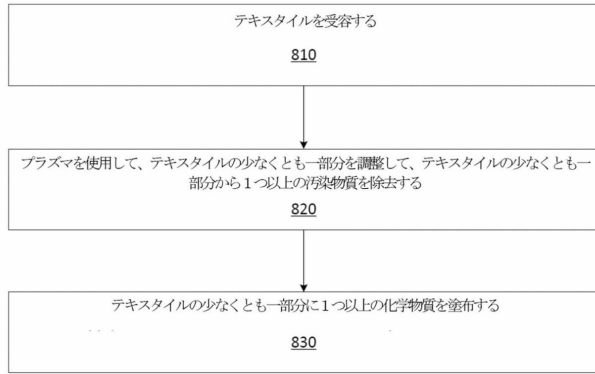 テキスタイルを受容する
810
プラズマを使用して、テキスタイルの少なくとも一部分を調整して、テキスタイルの少なくとも一
部分から1つ以上の汚染物質を除去する
820
テキスタイルの少なくとも一部分に1つ以上の化学物質を塗布する
830